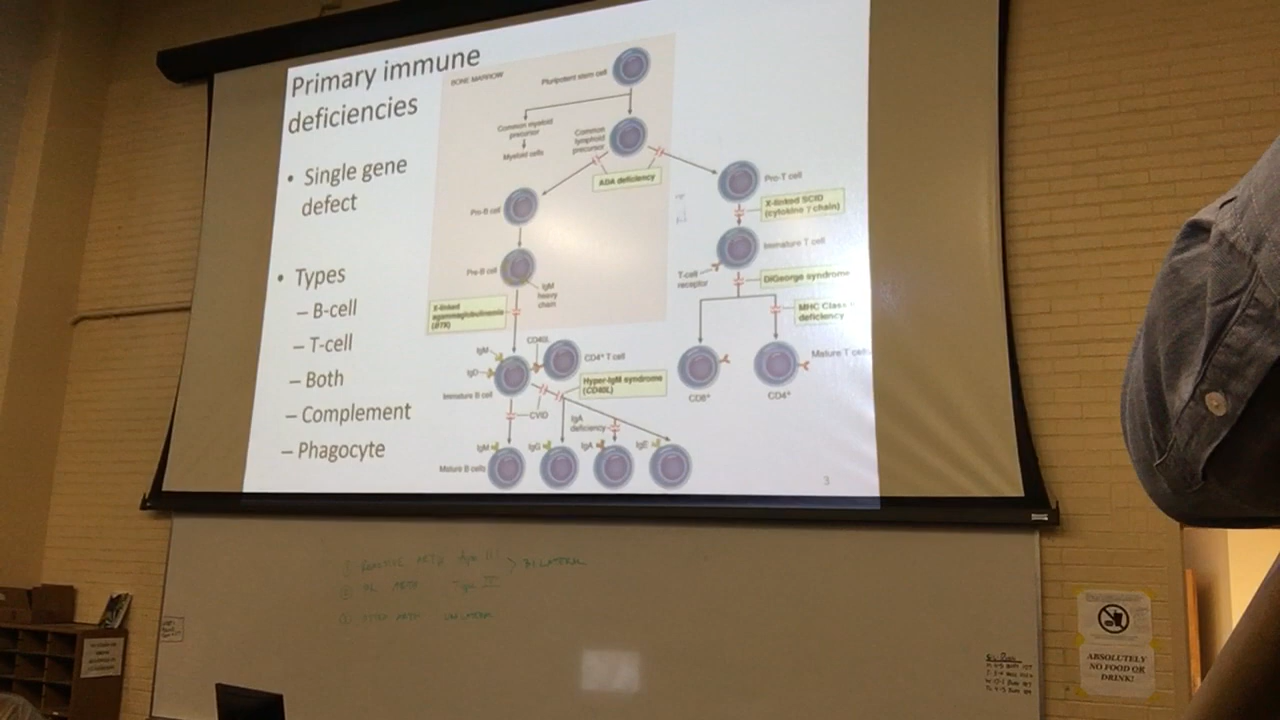 Primary immune
deficiencies
• Single gene
defect
• Types
– B-cell
– T-cell
– Both
– Complement
– Phagocyte
BONE MARROW
Pluripotent stem cell
Common myeloid
precursor
Myeloid cells
Common
lymphoid
precursor
ADA deficiency
Pro-B cell
Pro-T cell
X-linked SCID
(cytokine γ chain)
Immature T cell
Pre-B cell
IgM
heavy
chain
T-cell
receptor
DiGeorge syndrome
X-linked
agammaglobulinemia
(BTK)
MHC Class
deficiency
IgM
IgD
CD40L
CD4+ T cell
Mature T cell
Immature B cell
Hyper-IgM syndrome
(CD40L)
CD8+
CD4+
CVID
IgA
deficiency
IgM
IgG
IgA
IgE
Mature B cells
3
BILATERAL
ABSOLUTELY
NO FOOD OR
DRINK!